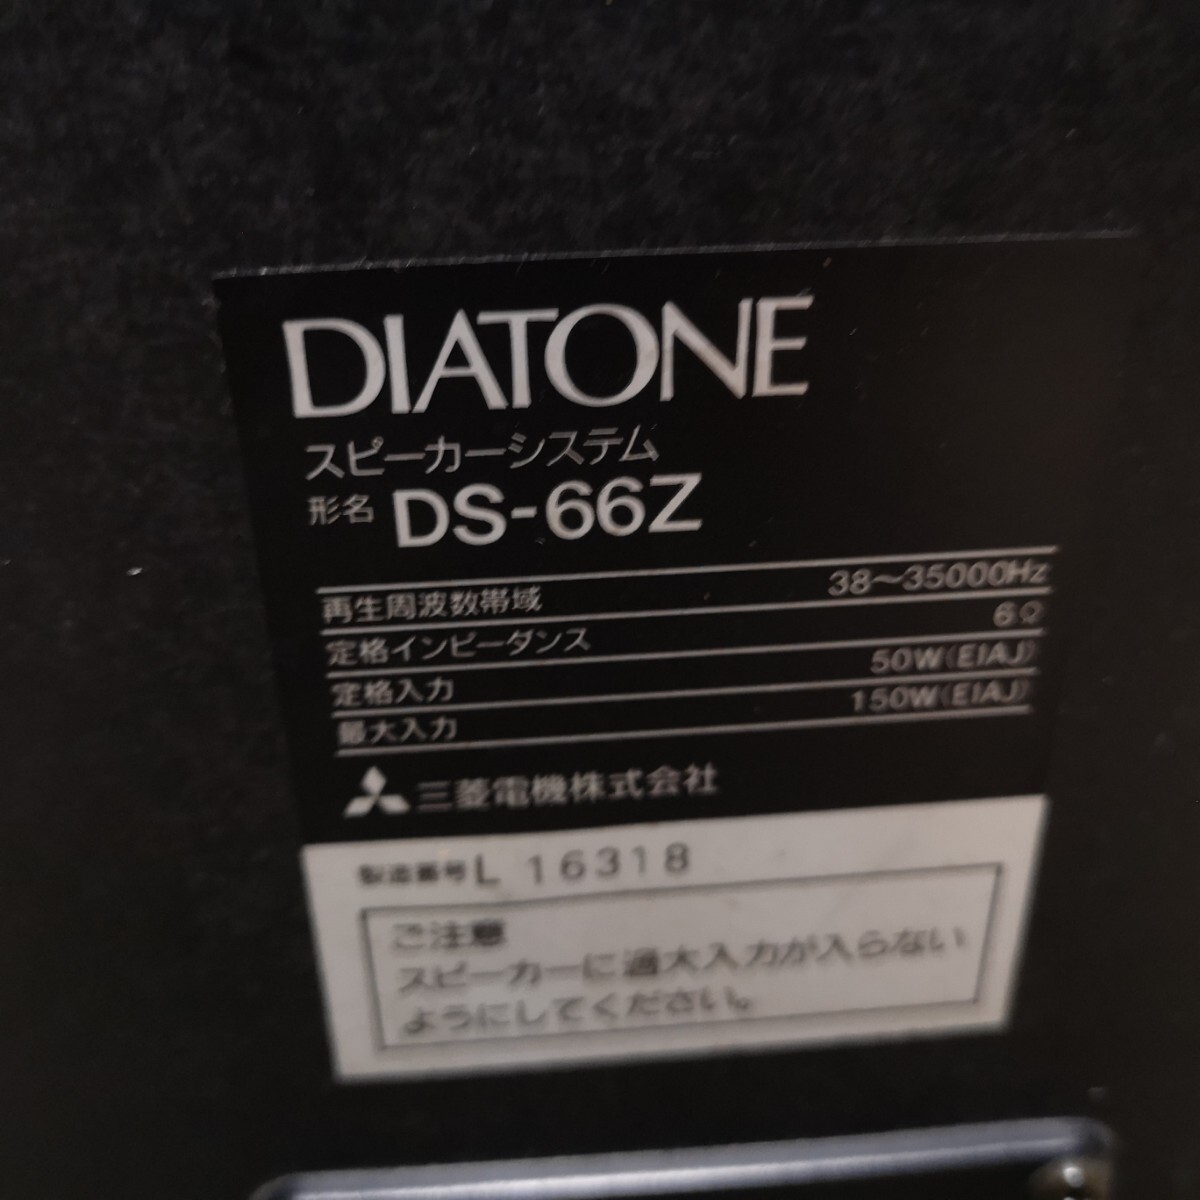 DIATONE
スピーカーシステム
形名 DS-66Z
再生周波数帯域 38〜35000Hz
定格インピーダンス 6Ω
定格入力 50W(EIAJ)
最大入力 150W(EIAJ)
三菱電機株式会社
製造番号 L 16318
ご注意
スピーカーに過大入力が入らない
ようにしてください。